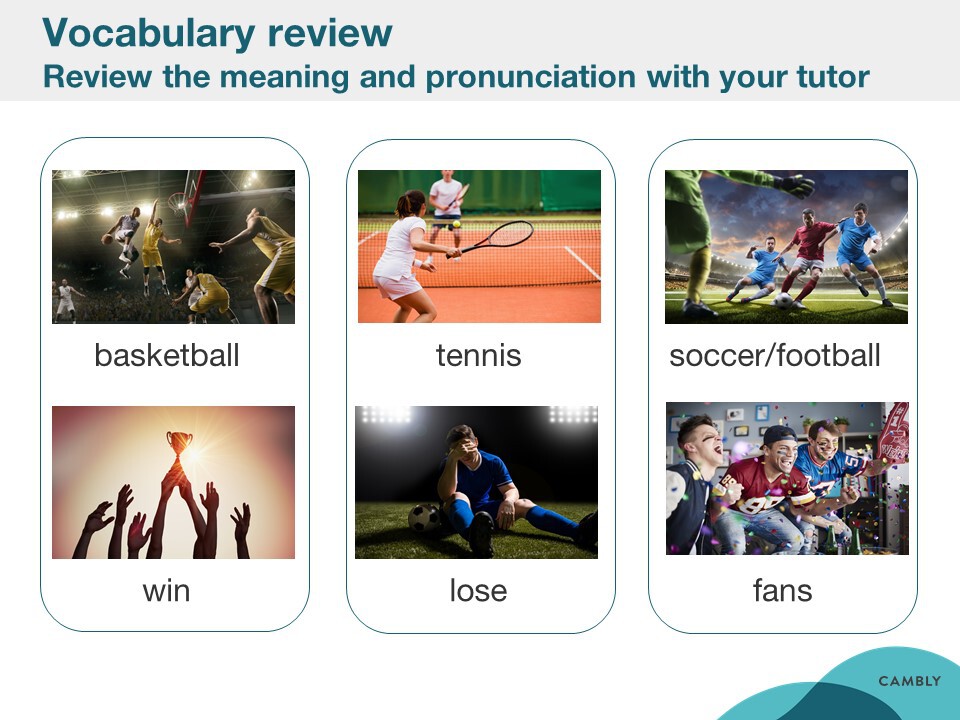 Vocabulary review
Review the meaning and pronunciation with your tutor
basketball
tennis
soccer/football
win
lose
fans
CAMBLY